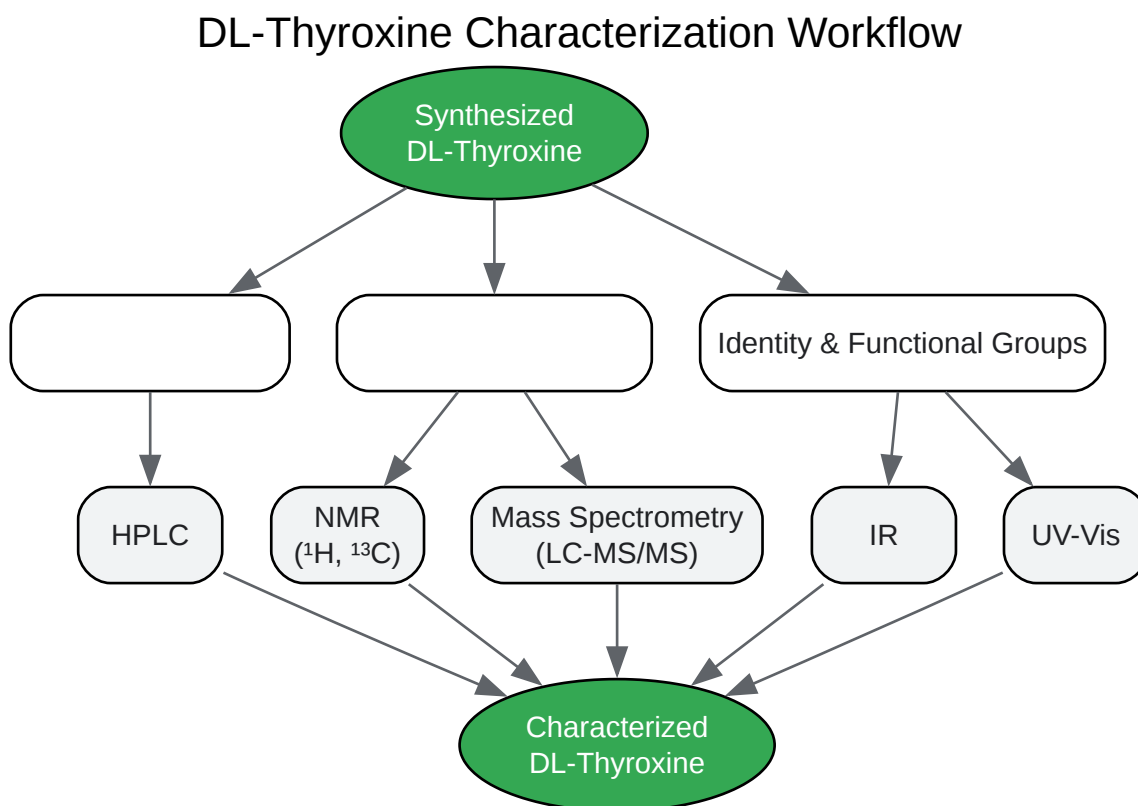 DL-Thyroxine Characterization Workflow
Synthesized
DL-Thyroxine
Identity & Functional Groups
HPLC
NMR
(¹H, ¹³C)
Mass Spectrometry
(LC-MS/MS)
IR
UV-Vis
Characterized
DL-Thyroxine